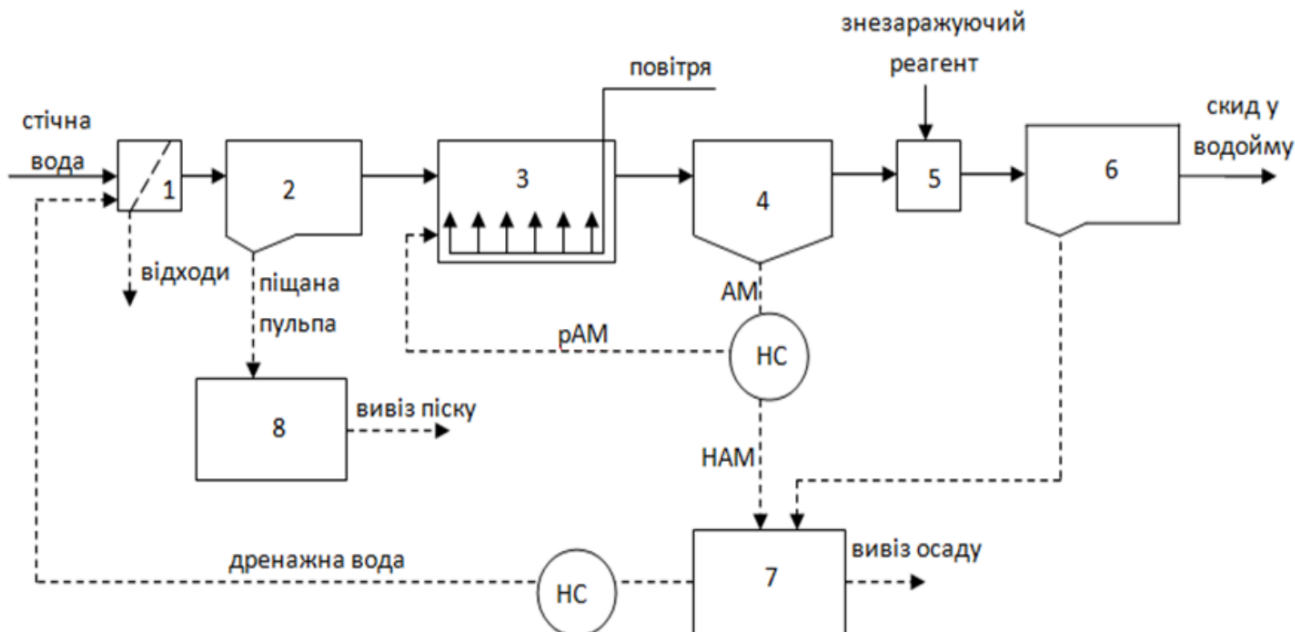 знезаражуючий
реагент
повітря
стічна
вода
скид у
водойму
1
2
3
4
5
6
відходи
піщана
пульпа
АМ
рАМ
НС
8
вивіз піску
НАМ
дренажна вода
НС
7
вивіз осаду